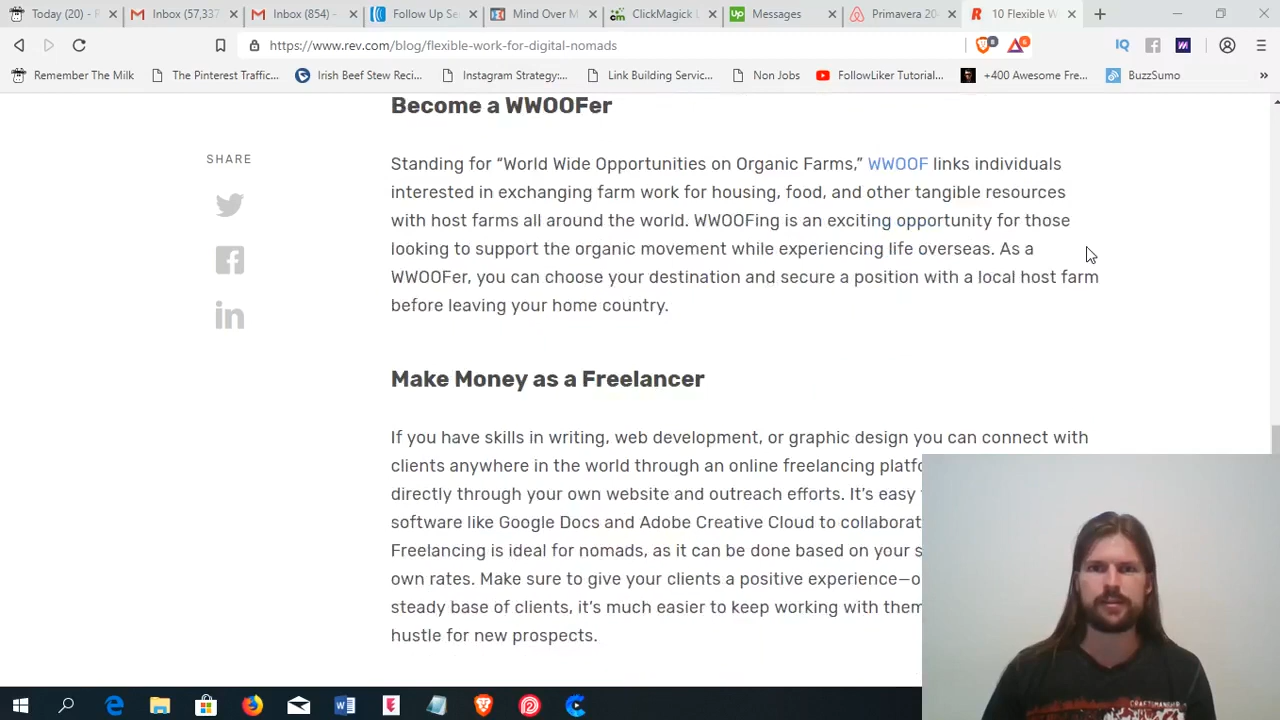 Today (20) - R
Inbox (57,337
Inbox (854) -
Follow Up Se
Mind Over M
ClickMagick L
Messages
Primavera 20
10 Flexible W
https://www.rev.com/blog/flexible-work-for-digital-nomads
Remember The Milk
The Pinterest Traffic...
Irish Beef Stew Reci...
Instagram Strategy:...
Link Building Servic...
Non Jobs
FollowLiker Tutorial...
+400 Awesome Fre...
BuzzSumo
Become a WWOOFer
SHARE
Standing for “World Wide Opportunities on Organic Farms,” WWOOF links individuals
interested in exchanging farm work for housing, food, and other tangible resources
with host farms all around the world. WWOOFing is an exciting opportunity for those
looking to support the organic movement while experiencing life overseas. As a
WWOOFer, you can choose your destination and secure a position with a local host farm
before leaving your home country.
Make Money as a Freelancer
If you have skills in writing, web development, or graphic design you can connect with
clients anywhere in the world through an online freelancing platfo
directly through your own website and outreach efforts. It’s easy
software like Google Docs and Adobe Creative Cloud to collaborat
Freelancing is ideal for nomads, as it can be done based on your s
own rates. Make sure to give your clients a positive experience—o
steady base of clients, it’s much easier to keep working with them
hustle for new prospects.
CRAFTSMANSHIP